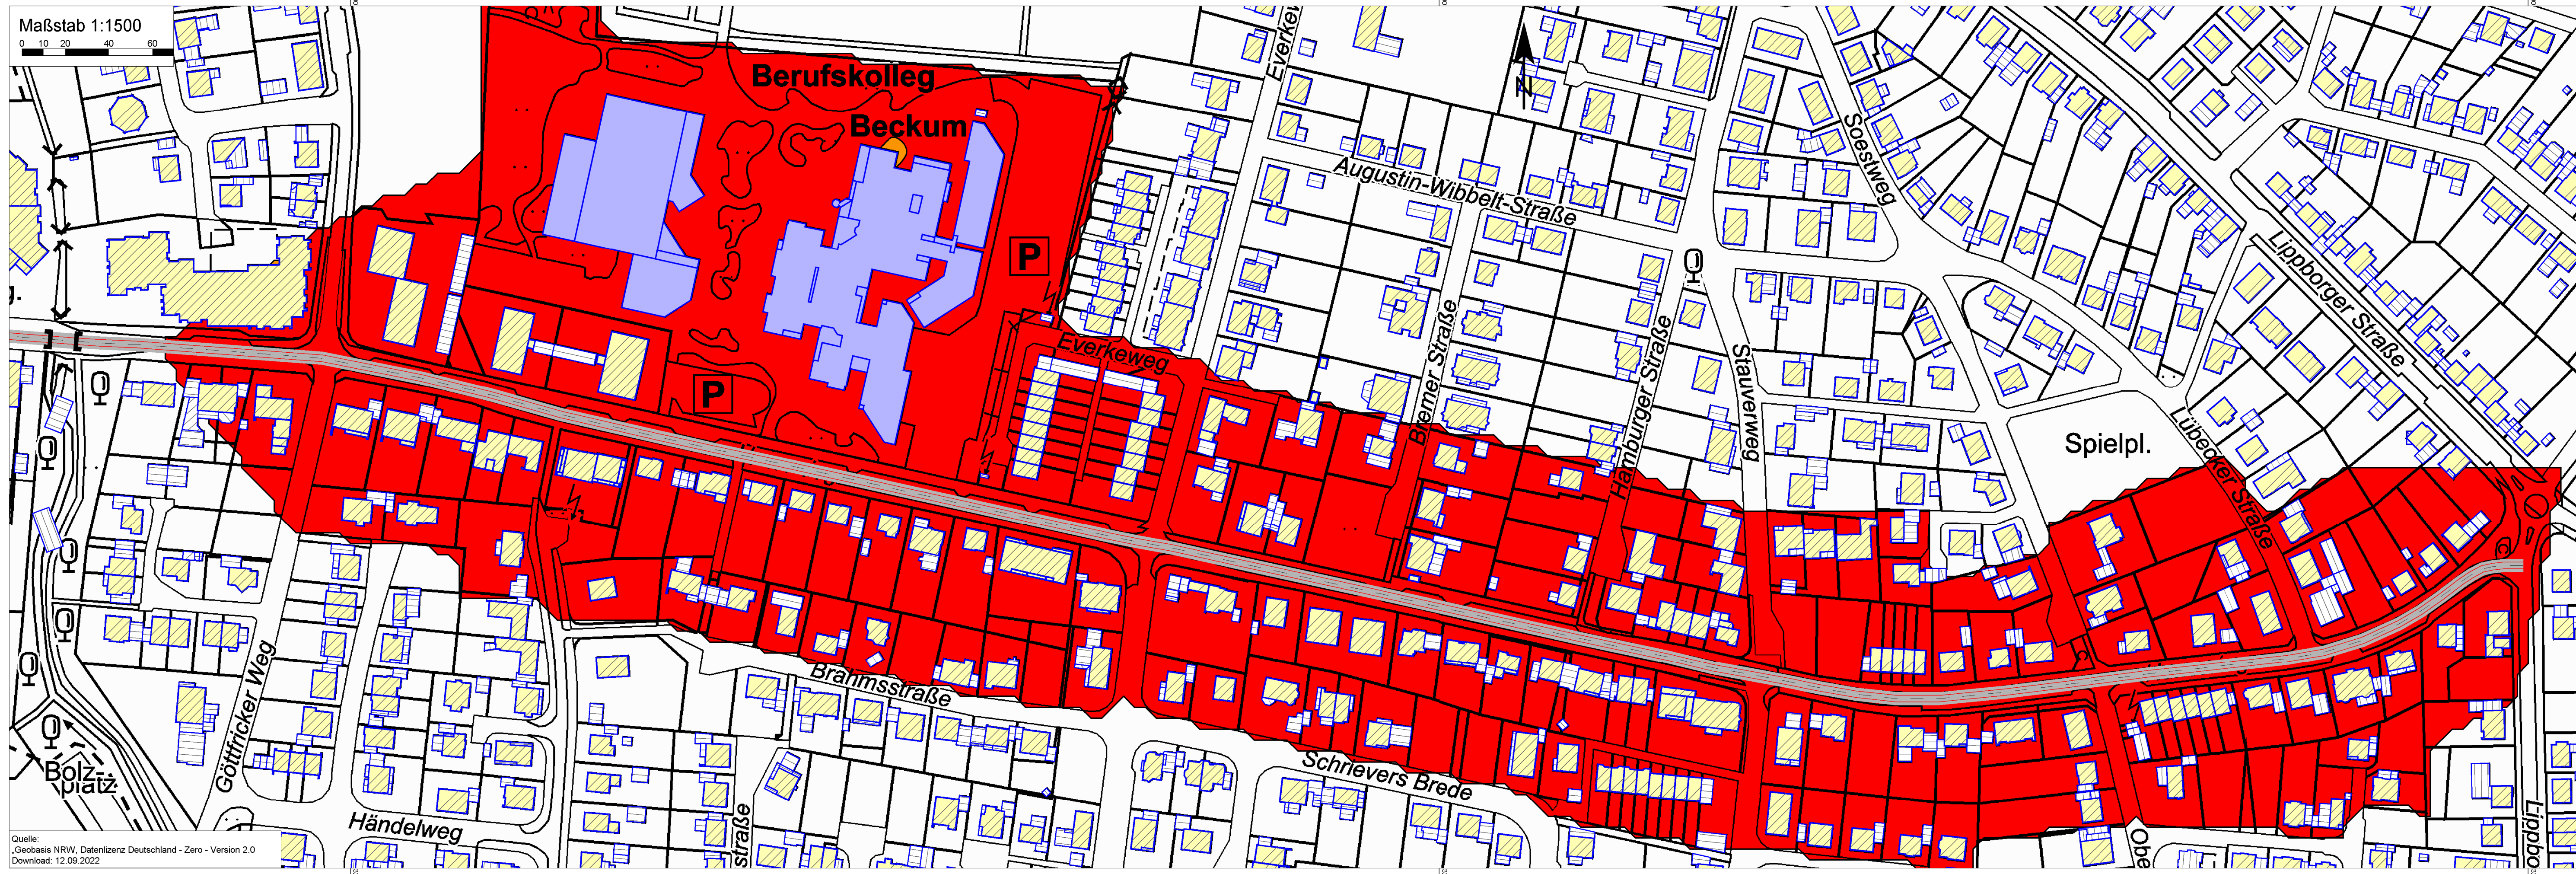 Maßstab 1:1500
0 10 20 40 60
Berufskolleg
Beckum
N
P
P
Everkeweg
Augustin-Wibbelt-Straße
Soestweg
Lippborger Straße
Bremer Straße
Hamburger Straße
Stauverweg
Spielpl.
Lübecker Straße
Göttfricker Weg
Brahmsstraße
Schrievers Brede
Händelweg
straße
Bolz-
platz
Obe
Lippbo
Quelle:
„Geobasis NRW, Datenlizenz Deutschland - Zero - Version 2.0
Download: 12.09.2022